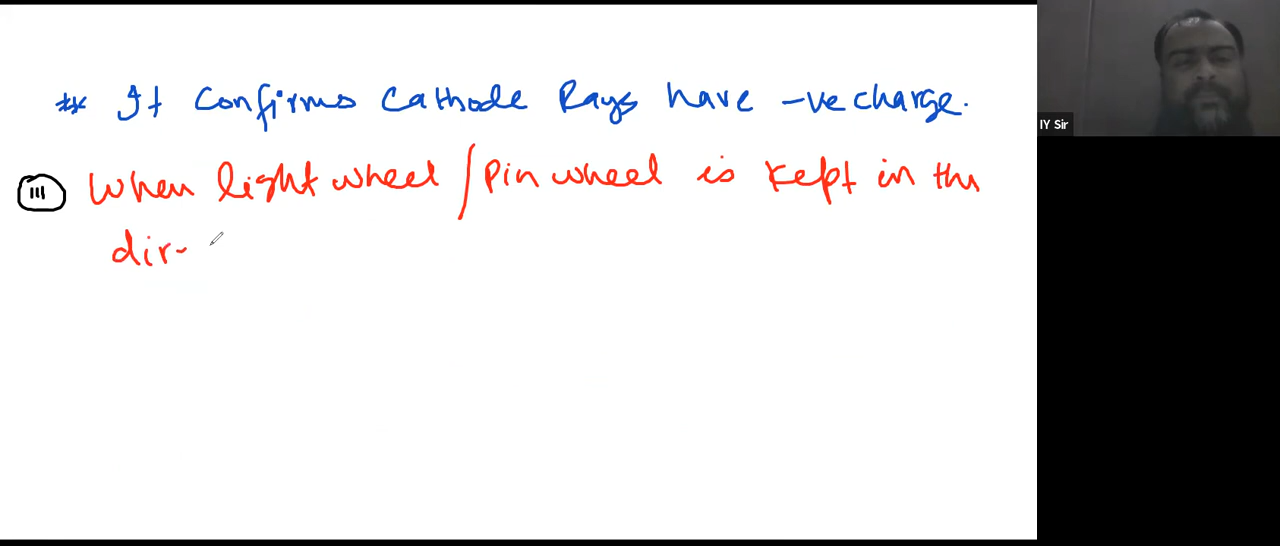 ** It confirms Cathode Rays have -ve charge.
IY Sir
(III) When light wheel / pin wheel is kept in the
dir-